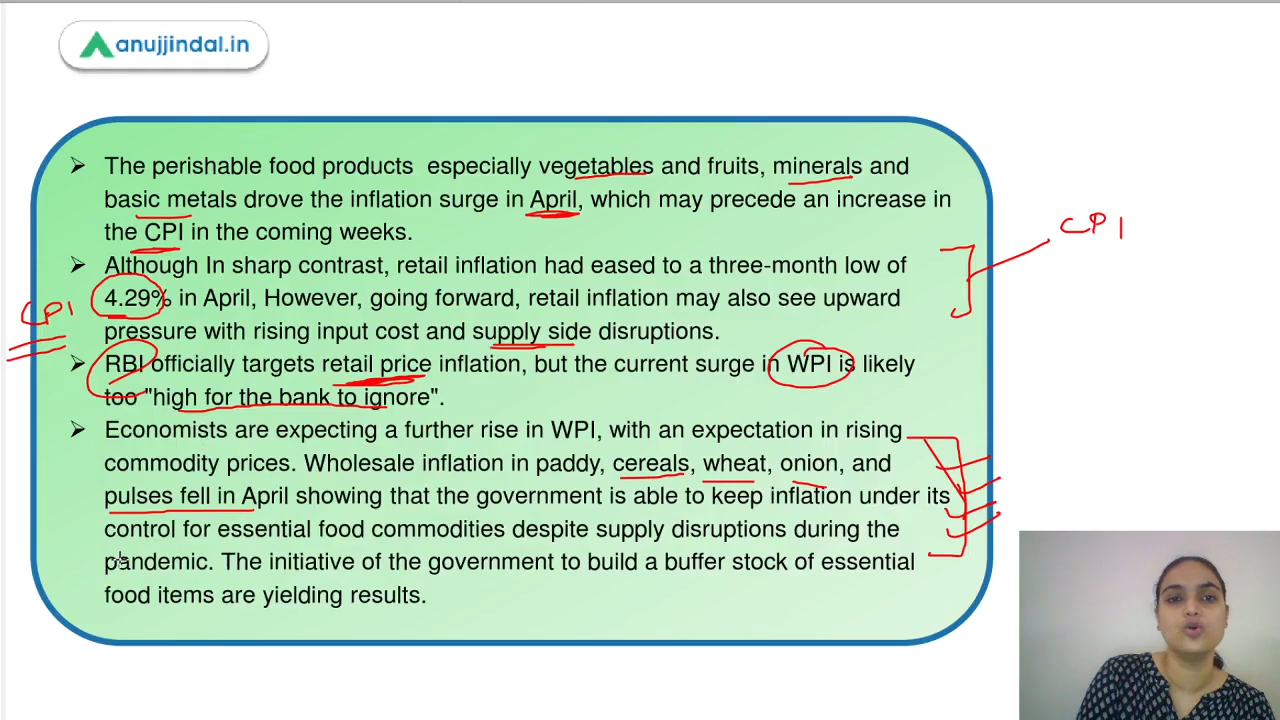 anujjindal.in
The perishable food products especially vegetables and fruits, minerals and
basic metals drove the inflation surge in April, which may precede an increase in
the CPI in the coming weeks.
CPI
Although In sharp contrast, retail inflation had eased to a three-month low of
4.29% in April, However, going forward, retail inflation may also see upward
CPI
pressure with rising input cost and supply side disruptions.
RBI officially targets retail price inflation, but the current surge in WPI is likely
too "high for the bank to ignore".
Economists are expecting a further rise in WPI, with an expectation in rising
commodity prices. Wholesale inflation in paddy, cereals, wheat, onion, and
pulses fell in April showing that the government is able to keep inflation under its
control for essential food commodities despite supply disruptions during the
pandemic. The initiative of the government to build a buffer stock of essential
food items are yielding results.